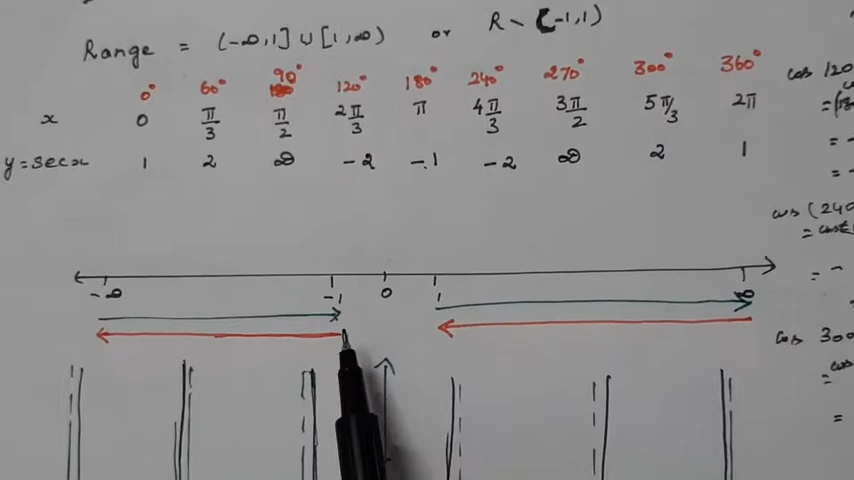 Range = (-∞,1] ∪ [1,∞) or R \ (-1,1)
0° 60° 90° 120° 180° 240° 270° 300° 360°
x 0 π/3 π/2 2π/3 π 4π/3 3π/2 5π/3 2π
y=secx 1 2 ∞ -2 -1 -2 ∞ 2 1
-∞ -1 0 1 ∞
cos 120
cos (240
cos 300